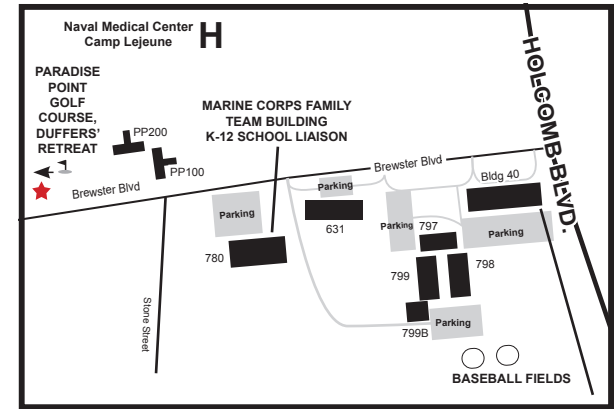 Naval Medical Center
Camp Lejeune
H
PARADISE
POINT
GOLF
COURSE,
DUFFERS'
RETREAT
PP200
PP100
MARINE CORPS FAMILY
TEAM BUILDING
K-12 SCHOOL LIAISON
HOLCOMB BLVD.
Brewster Blvd
Brewster Blvd
Bldg 40
Parking
Parking
631
Parking
797
780
799
798
Stone Street
Parking
799B
BASEBALL FIELDS